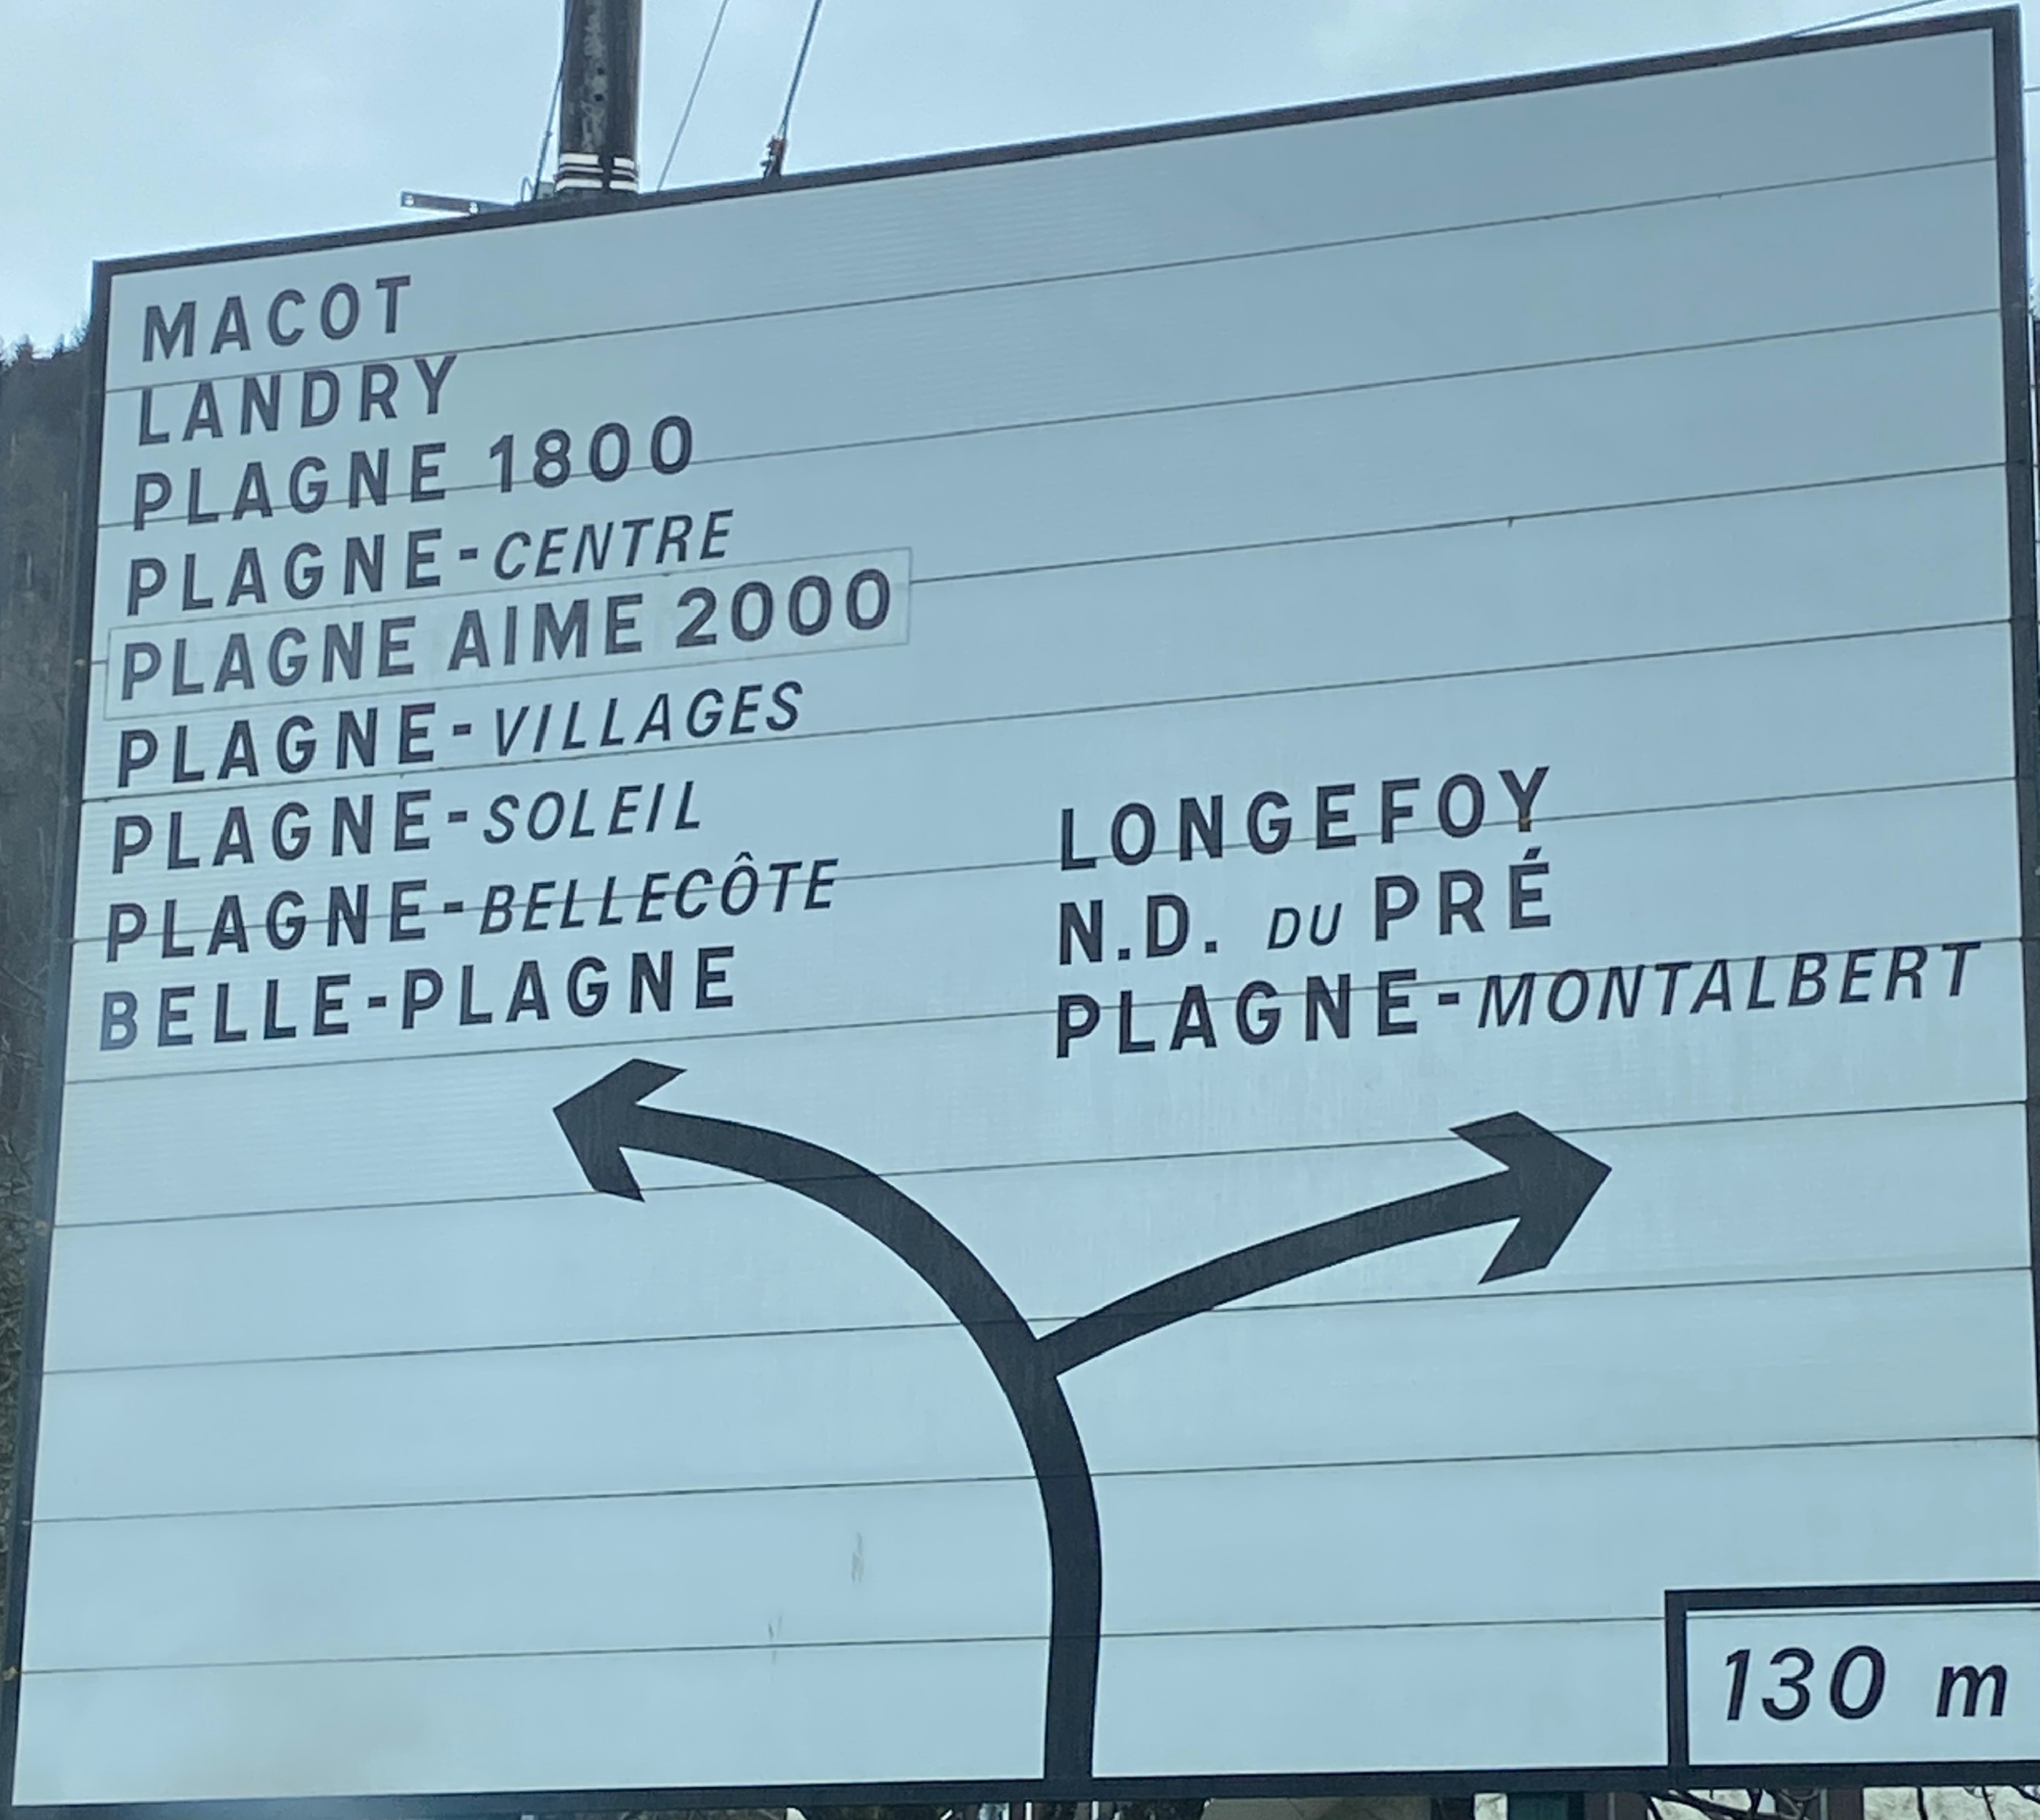 MACOT
LANDRY
PLAGNE 1800
PLAGNE-CENTRE
PLAGNE AIME 2000
PLAGNE-VILLAGES
PLAGNE-SOLEIL
PLAGNE-BELLECÔTE
BELLE-PLAGNE
LONGEFOY
N.D. DU PRÉ
PLAGNE-MONTALBERT
130 m